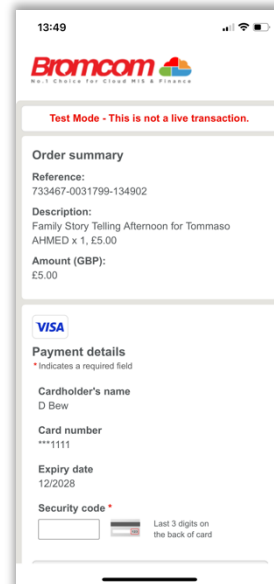 13:49
Bromcom
No.1 Choice for Cloud MIS & Finance
Test Mode - This is not a live transaction.
Order summary
Reference:
733467-0031799-134902
Description:
Family Story Telling Afternoon for Tommaso
AHMED x 1, £5.00
Amount (GBP):
£5.00
VISA
Payment details
*Indicates a required field
Cardholder's name
D Bew
Card number
***1111
Expiry date
12/2028
Security code *
Last 3 digits on
the back of card